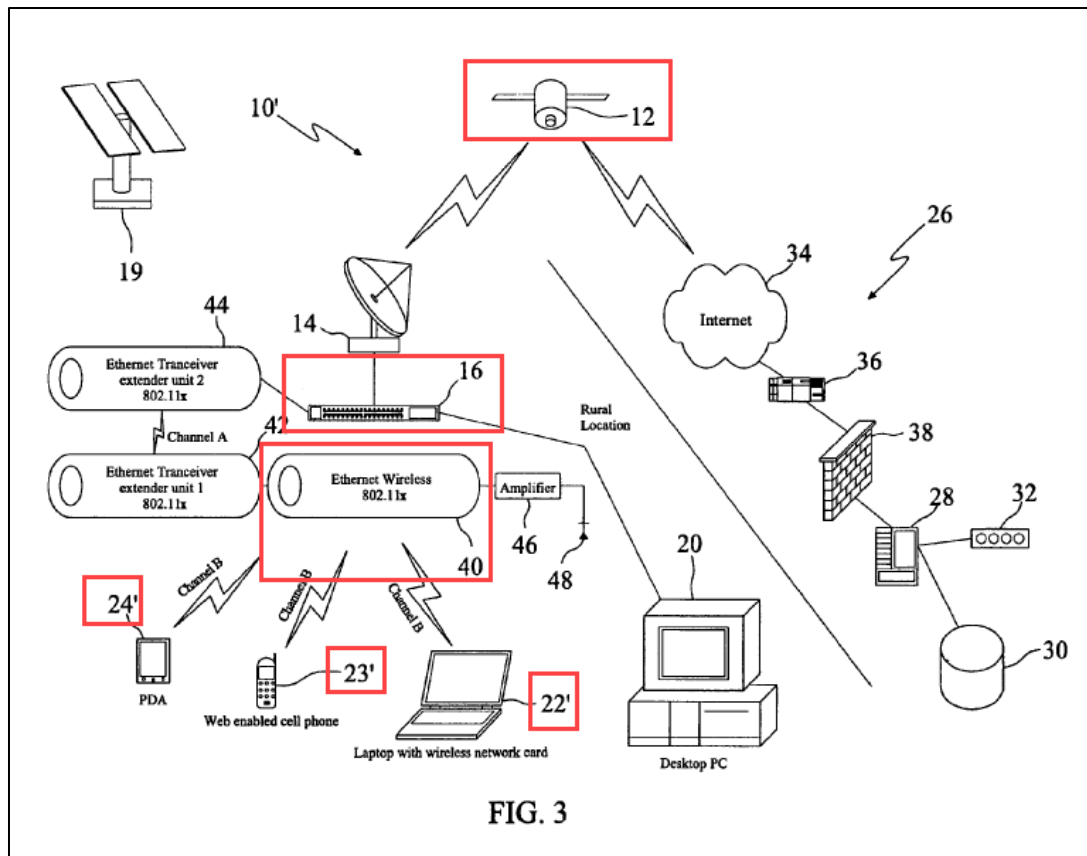 12
10'
19
26
34
Internet
44
14
Ethernet Tranceiver
extender unit 2
802.11x
16
36
Rural
Location
38
Channel A
42
Ethernet Tranceiver
extender unit 1
802.11x
Ethernet Wireless
802.11x
Amplifier
46
40
48
28
32
Channel B
Channel B
Channel B
20
24'
23'
22'
30
PDA
Web enabled cell phone
Laptop with wireless network card
Desktop PC
FIG. 3